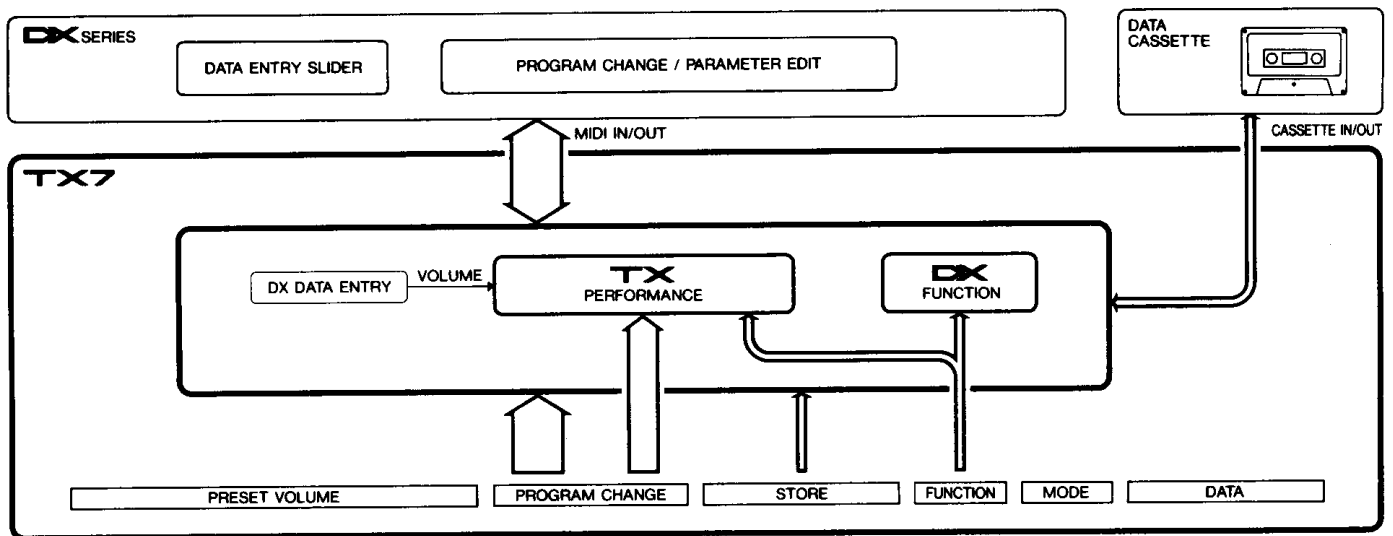 DX SERIES
DATA ENTRY SLIDER
PROGRAM CHANGE / PARAMETER EDIT
DATA
CASSETTE
MIDI IN/OUT
CASSETTE IN/OUT
TX7
DX DATA ENTRY
VOLUME
TX
PERFORMANCE
DX
FUNCTION
PRESET VOLUME
PROGRAM CHANGE
STORE
FUNCTION
MODE
DATA